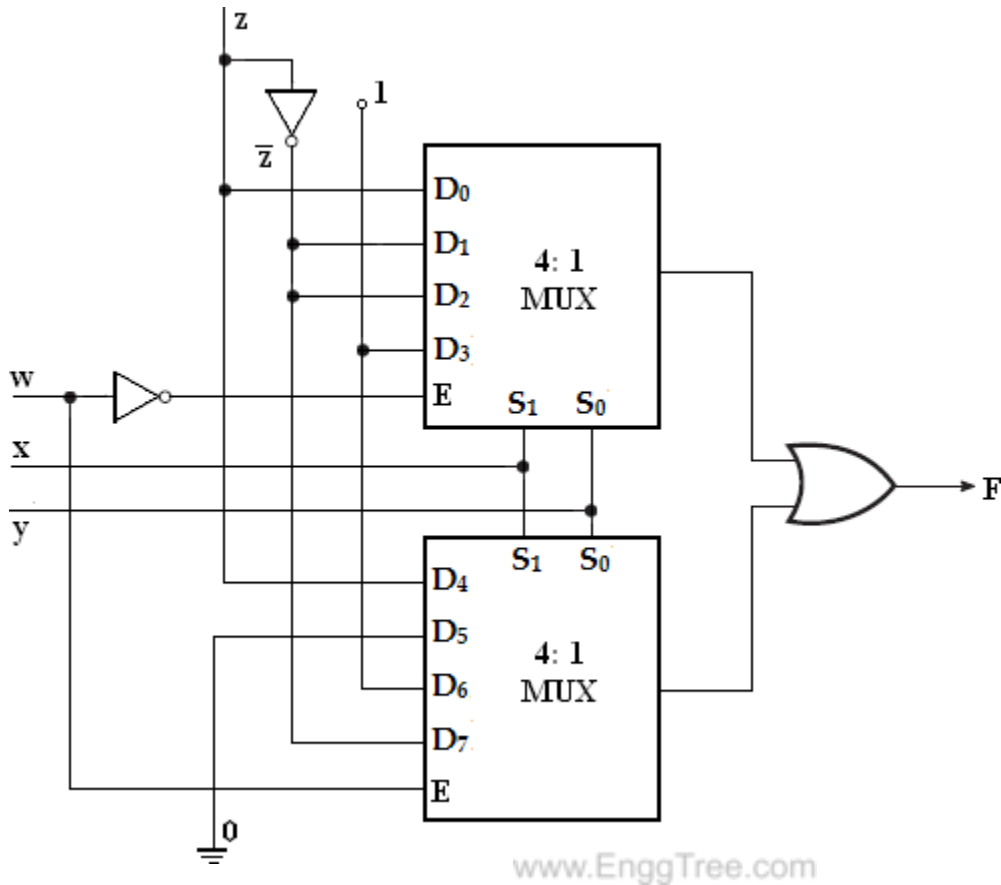 z
1
z̅
D₀
D₁
4: 1
MUX
D₂
D₃
w
E
S₁ S₀
x
F
y
S₁ S₀
D₄
D₅
4: 1
MUX
D₆
D₇
E
0
www.EnggTree.com